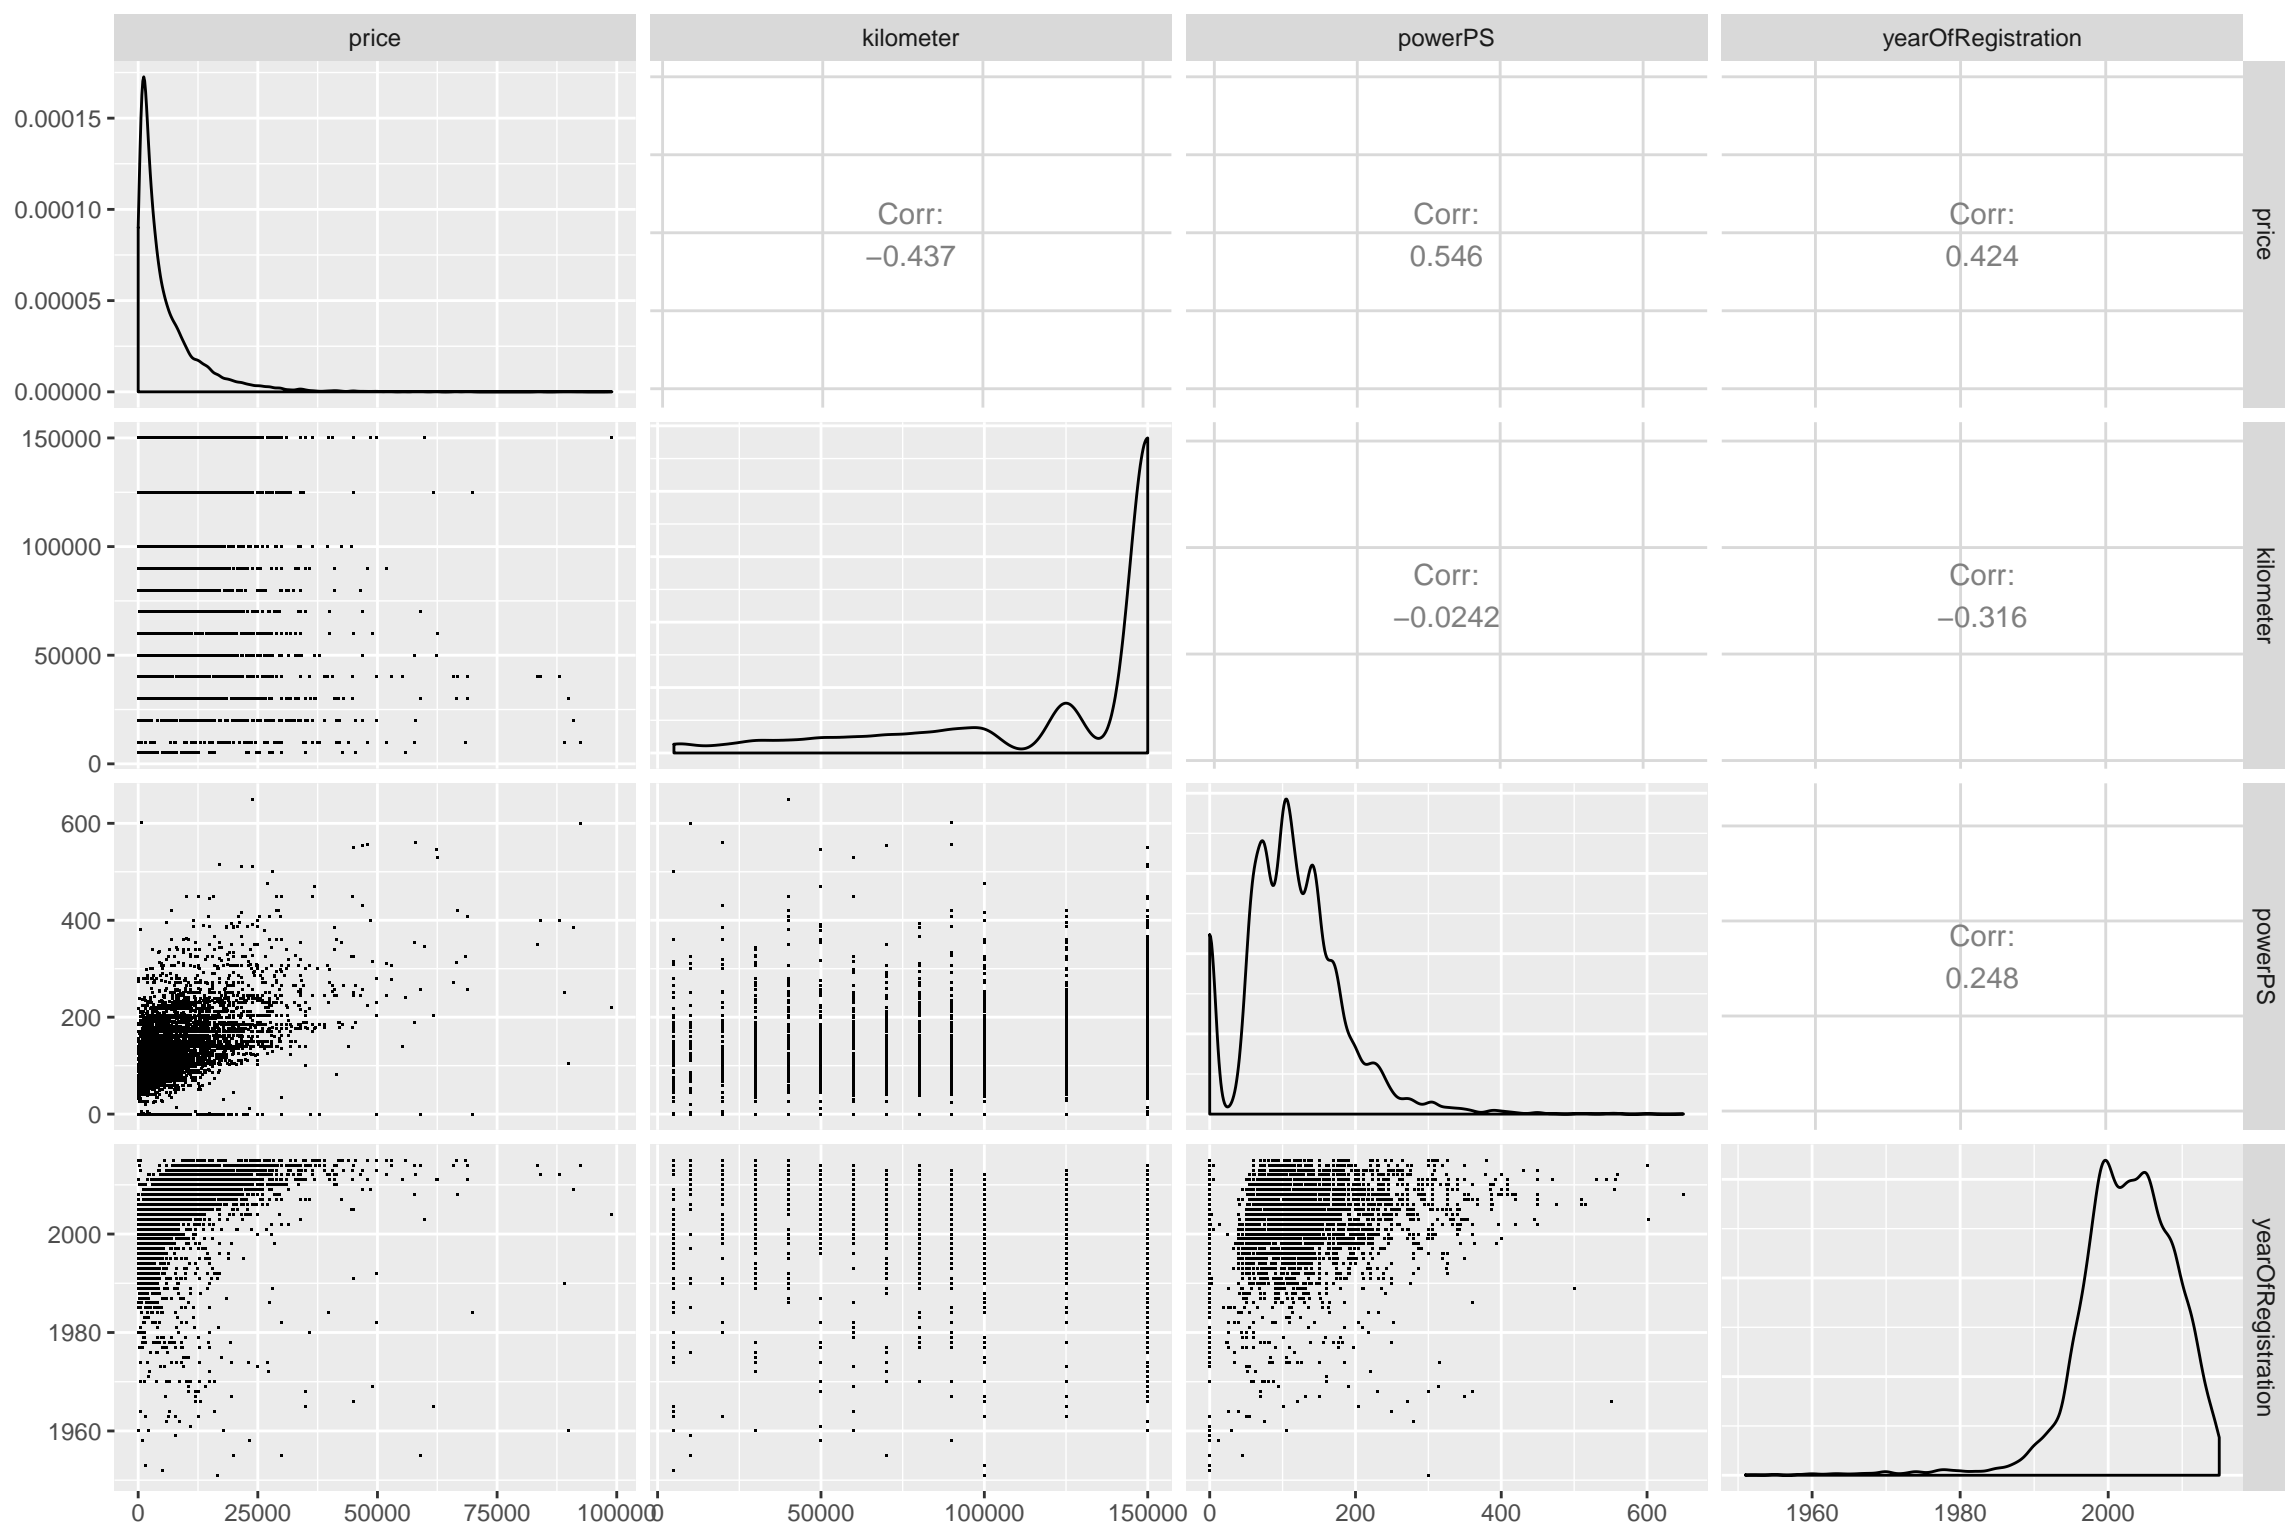 price
kilometer
powerPS
yearOfRegistration
0.00015
0.00010
0.00005
0.00000
Corr:
−0.437
Corr:
0.546
Corr:
0.424
price
150000
100000
50000
0
Corr:
−0.0242
Corr:
−0.316
kilometer
600
400
200
0
Corr:
0.248
powerPS
2000
1980
1960
yearOfRegistration
0 25000 50000 75000 100000
0 50000 100000 150000
0 200 400 600
1960 1980 2000